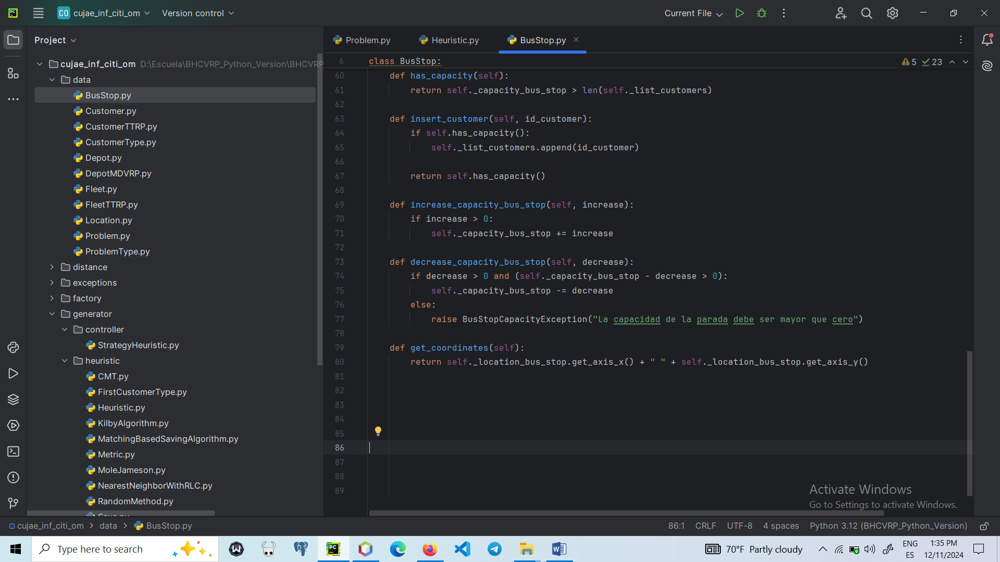 PC
CO cujae_inf_citi_om
Version control
Current File
Project
cujae_inf_citi_om D:\Escuela\BHCVRP_Python_Version\BHCVRP
data
BusStop.py
Customer.py
CustomerTTRP.py
CustomerType.py
Depot.py
DepotMDVRP.py
Fleet.py
FleetTTRP.py
Location.py
Problem.py
ProblemType.py
distance
exceptions
factory
generator
controller
StrategyHeuristic.py
heuristic
CMT.py
FirstCustomerType.py
Heuristic.py
KilbyAlgorithm.py
MatchingBasedSavingAlgorithm.py
Metric.py
MoleJameson.py
NearestNeighborWithRLC.py
RandomMethod.py
Save.py
Problem.py
Heuristic.py
BusStop.py
5 23
6 class BusStop:
60 def has_capacity(self):
61 return self._capacity_bus_stop > len(self._list_customers)
62
63 def insert_customer(self, id_customer):
64 if self.has_capacity():
65 self._list_customers.append(id_customer)
66
67 return self.has_capacity()
68
69 def increase_capacity_bus_stop(self, increase):
70 if increase > 0:
71 self._capacity_bus_stop += increase
72
73 def decrease_capacity_bus_stop(self, decrease):
74 if decrease > 0 and (self._capacity_bus_stop - decrease > 0):
75 self._capacity_bus_stop -= decrease
76 else:
77 raise BusStopCapacityException("La capacidad de la parada debe ser mayor que cero")
78
79 def get_coordinates(self):
80 return self._location_bus_stop.get_axis_x() + " " + self._location_bus_stop.get_axis_y()
81
82
83
84
85
86
87
88
89
Activate Windows
Go to Settings to activate Windows.
cujae_inf_citi_om > data > BusStop.py
86:1 CRLF UTF-8 4 spaces Python 3.12 (BHCVRP_Python_Version)
Type here to search
PC
70°F Partly cloudy
ENG
ES
1:35 PM
12/11/2024